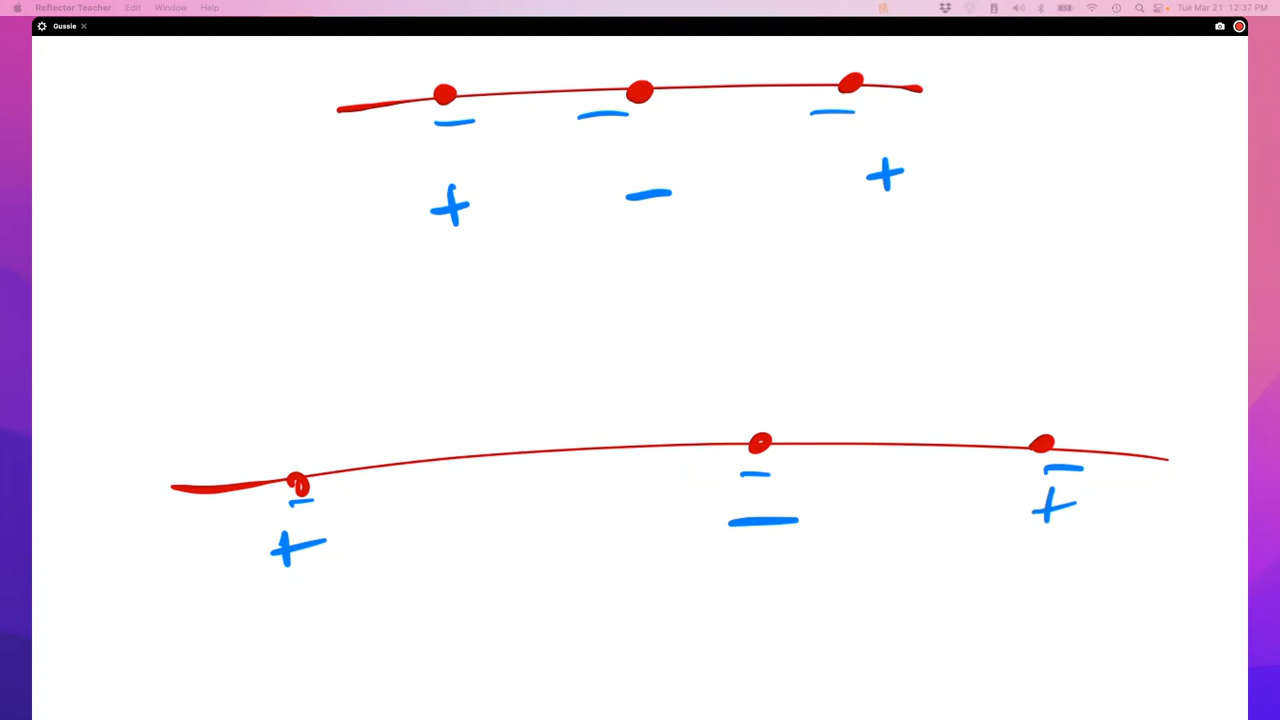 Reflector Teacher Edit Window Help Tue Mar 21 12:37 PM
Gussie ×
− − −
+ − +
− − −
+ − +